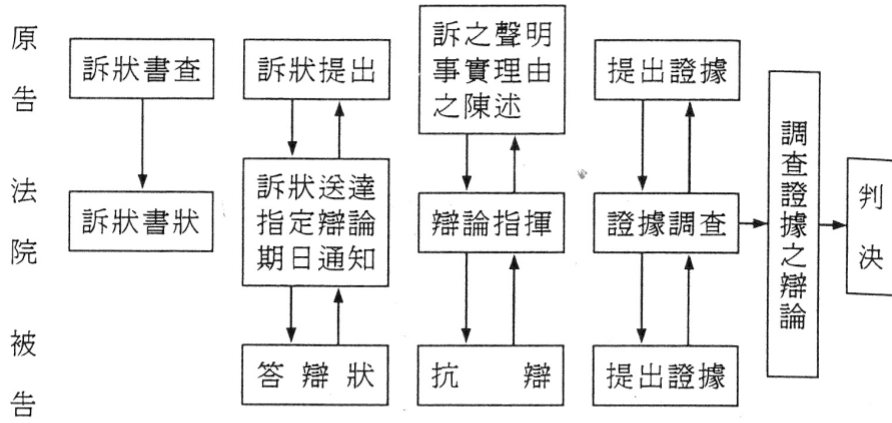 原告
法院
被告
訴狀書查
訴狀書狀
訴狀提出
訴狀送達
指定辯論
期日通知
答辯狀
訴之聲明
事實理由
之陳述
辯論指揮
抗辯
提出證據
證據調查
提出證據
調查證據之辯論
判決